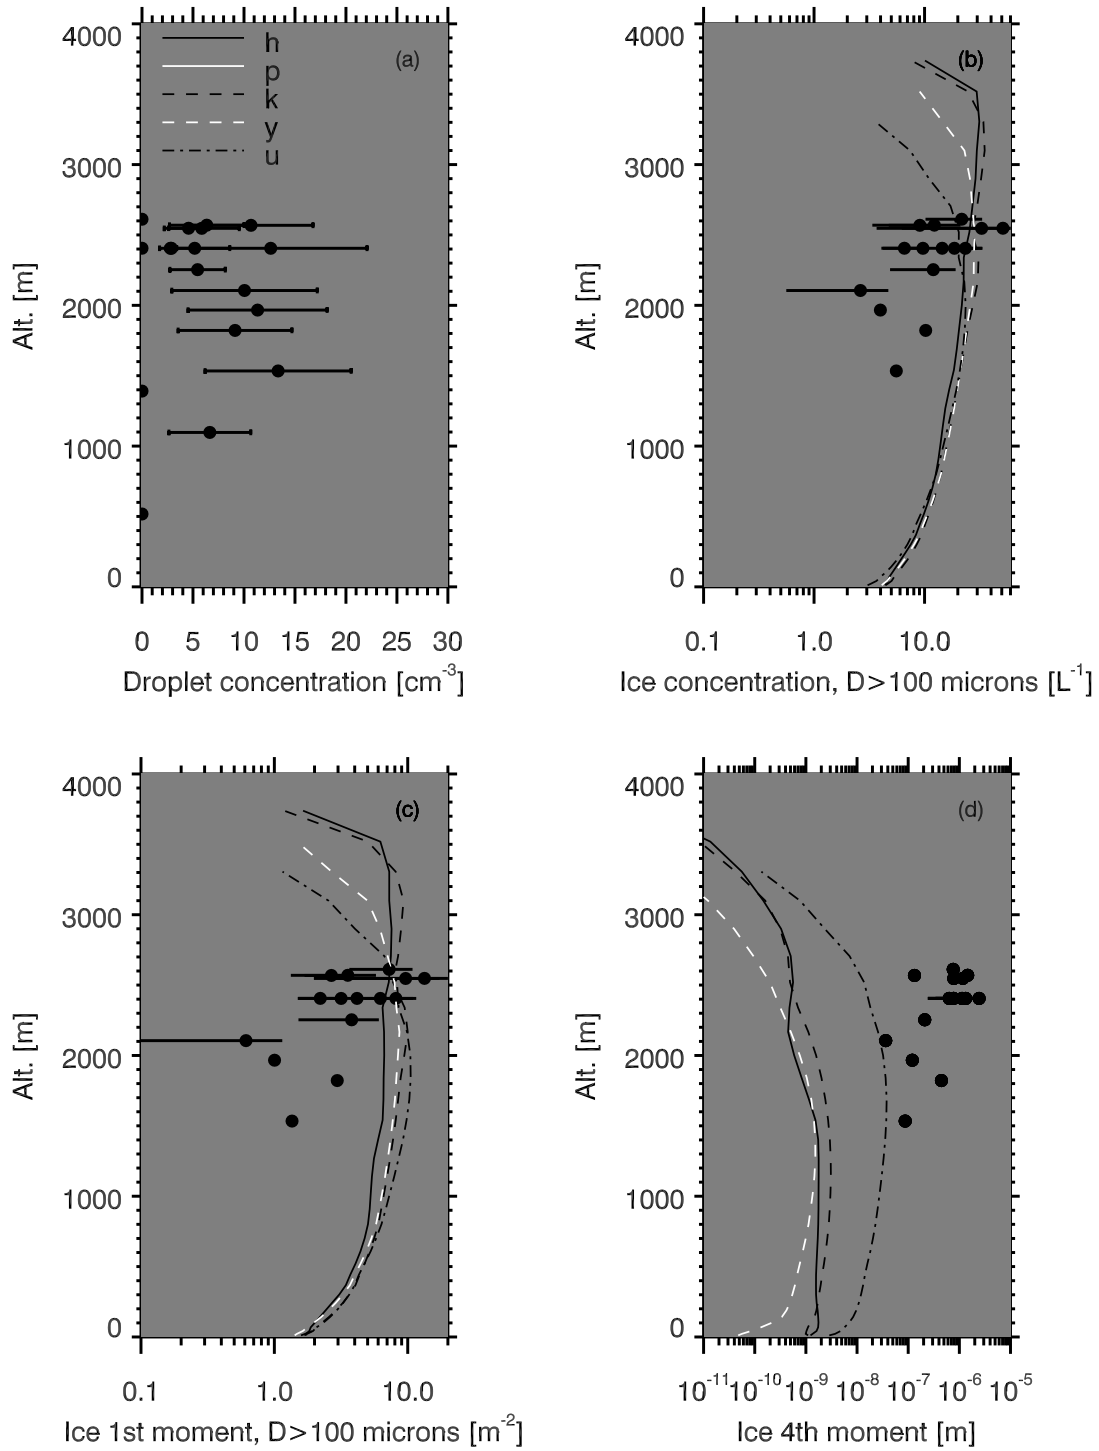 4000
3000
2000
1000
0
Alt. [m]
h
p
k
y
u
(a)
0 5 10 15 20 25 30
Droplet concentration [cm-3]
4000
3000
2000
1000
0
Alt. [m]
(b)
0.1 1.0 10.0
Ice concentration, D>100 microns [L-1]
4000
3000
2000
1000
0
Alt. [m]
(c)
0.1 1.0 10.0
Ice 1st moment, D>100 microns [m-2]
4000
3000
2000
1000
0
Alt. [m]
(d)
10-11 10-10 10-9 10-8 10-7 10-6 10-5
Ice 4th moment [m]